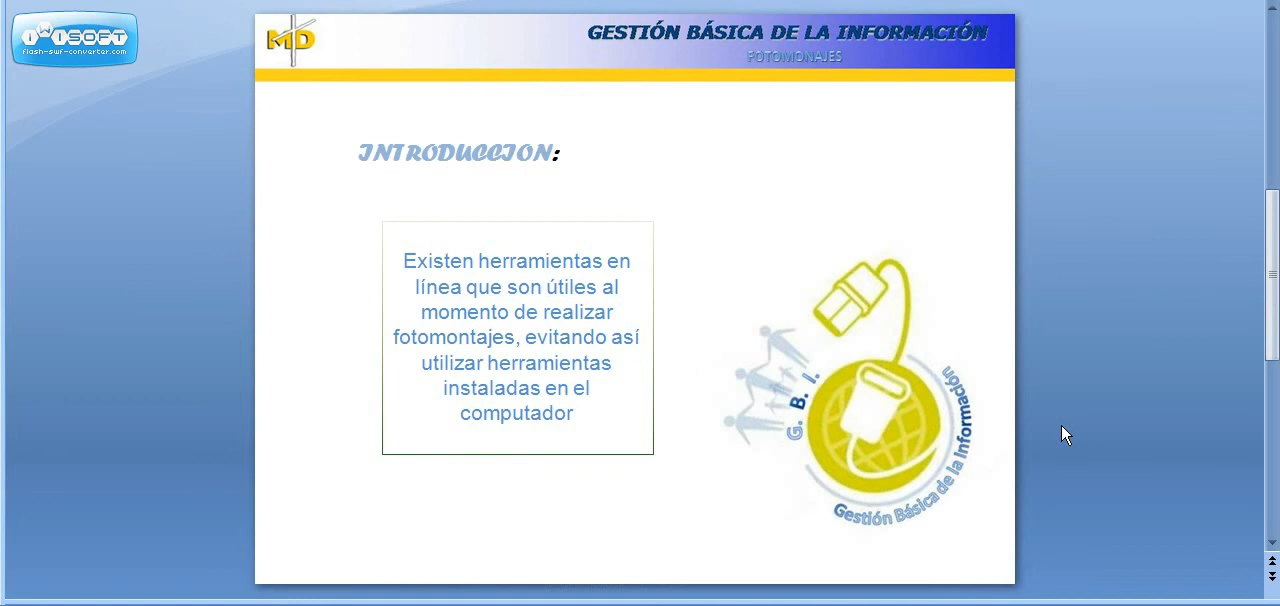 iWiSOFT
flash-swf-converter.com
MD
GESTIÓN BÁSICA DE LA INFORMACIÓN
FOTOMONAJES
INTRODUCCION:
Existen herramientas en
línea que son útiles al
momento de realizar
fotomontajes, evitando así
utilizar herramientas
instaladas en el
computador
G. B. I.
Gestión Básica de la Información